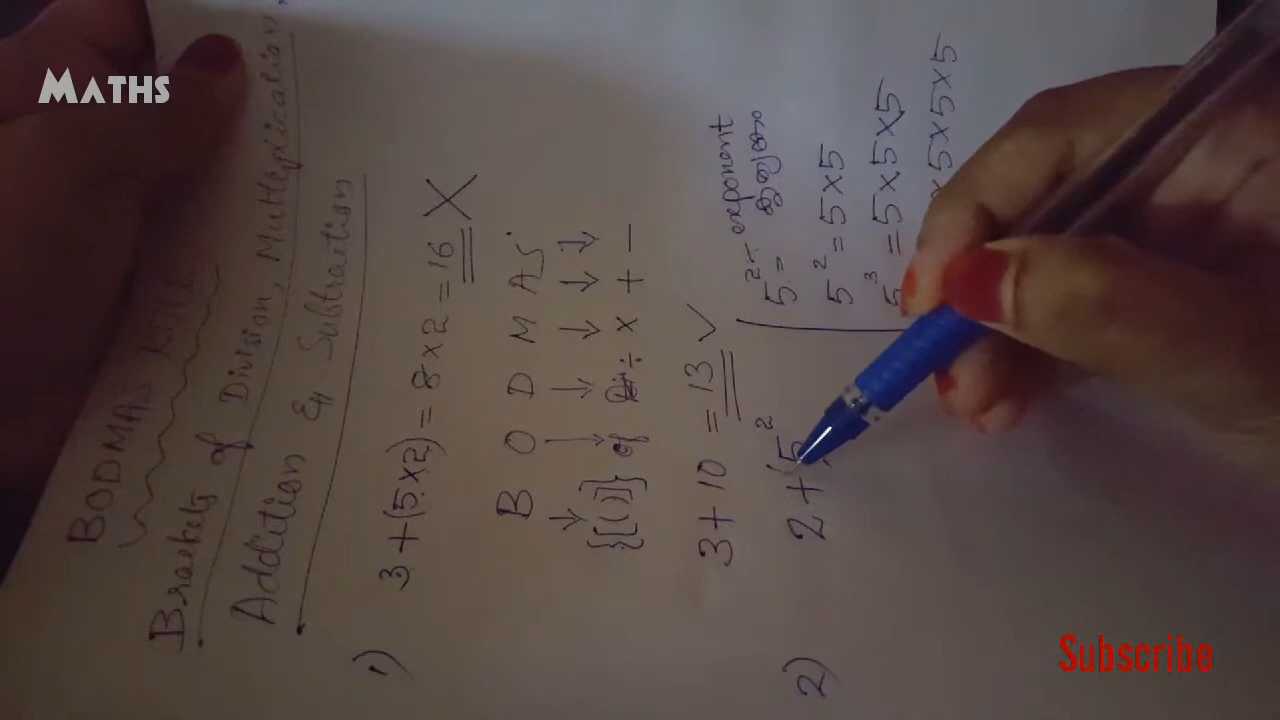 MATHS
BODMAS RULE
Brackets of Division, Multiplication,
Addition & Subtraction
1) 3+(5×2) = 8×2 = 16 X
B O D M A S
↓ ↓ ↓ ↓ ↓ ↓
{[()]} of ÷ × + −
3+10 = 13 ✓
5² - exponent
5² = 5×5
5³ = 5×5×5
×5×5×5
2) 2+(5²
Subscribe